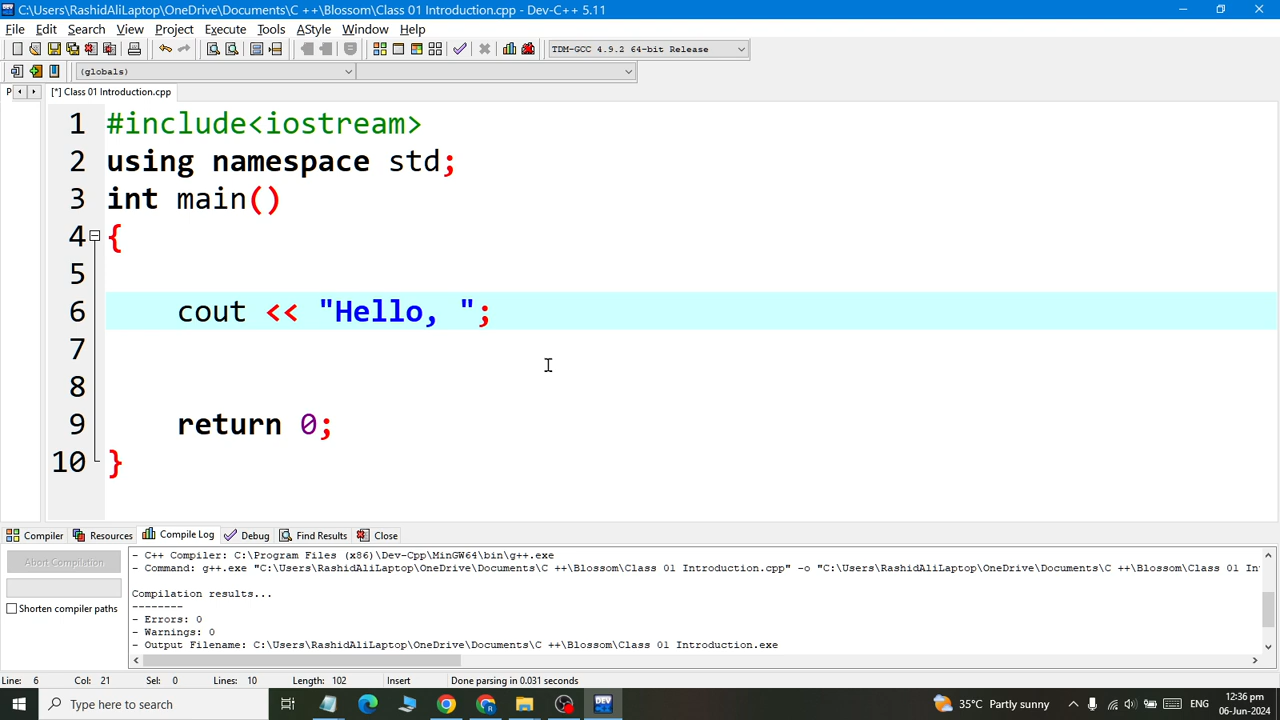 C:\Users\RashidAliLaptop\OneDrive\Documents\C ++\Blossom\Class 01 Introduction.cpp - Dev-C++ 5.11
File Edit Search View Project Execute Tools AStyle Window Help
TDM-GCC 4.9.2 64-bit Release
(globals)
P [*] Class 01 Introduction.cpp
1 #include<iostream>
2 using namespace std;
3 int main()
4 {
5
6 cout << "Hello, ";
7
8
9 return 0;
10 }
Compiler Resources Compile Log Debug Find Results Close
Abort Compilation
Shorten compiler paths
- C++ Compiler: C:\Program Files (x86)\Dev-Cpp\MinGW64\bin\g++.exe
- Command: g++.exe "C:\Users\RashidAliLaptop\OneDrive\Documents\C ++\Blossom\Class 01 Introduction.cpp" -o "C:\Users\RashidAliLaptop\OneDrive\Documents\C ++\Blossom\Class 01 In
Compilation results...
--------
- Errors: 0
- Warnings: 0
- Output Filename: C:\Users\RashidAliLaptop\OneDrive\Documents\C ++\Blossom\Class 01 Introduction.exe
Line: 6 Col: 21 Sel: 0 Lines: 10 Length: 102 Insert Done parsing in 0.031 seconds
Type here to search
DEV
35°C Partly sunny
ENG
12:36 pm
06-Jun-2024